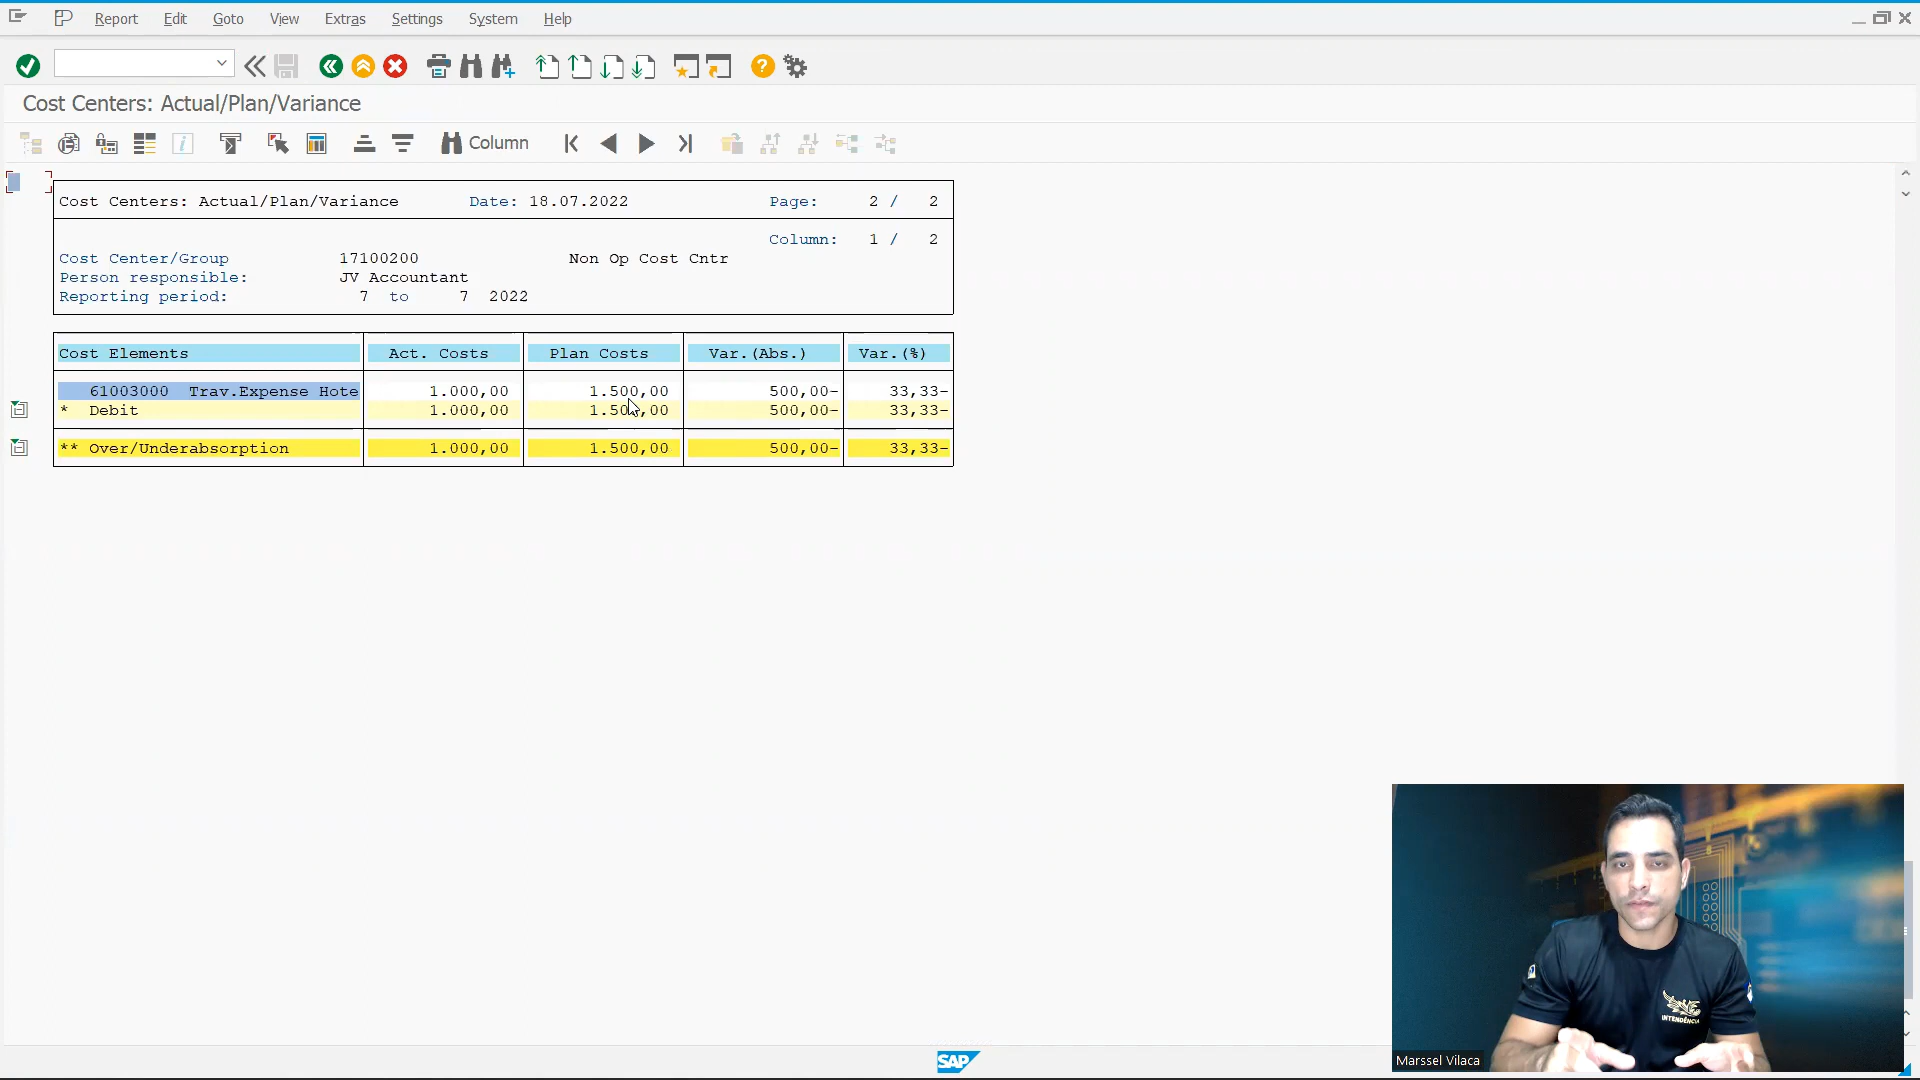 Report Edit Goto View Extras Settings System Help
Cost Centers: Actual/Plan/Variance
Column
Cost Centers: Actual/Plan/Variance Date: 18.07.2022 Page: 2 / 2
Column: 1 / 2
Cost Center/Group 17100200 Non Op Cost Cntr
Person responsible: JV Accountant
Reporting period: 7 to 7 2022
Cost Elements Act. Costs Plan Costs Var.(Abs.) Var.(%)
61003000 Trav.Expense Hote 1.000,00 1.500,00 500,00- 33,33-
* Debit 1.000,00 1.500,00 500,00- 33,33-
** Over/Underabsorption 1.000,00 1.500,00 500,00- 33,33-
INTENDÊNCIA
Marssel Vilaca
SAP